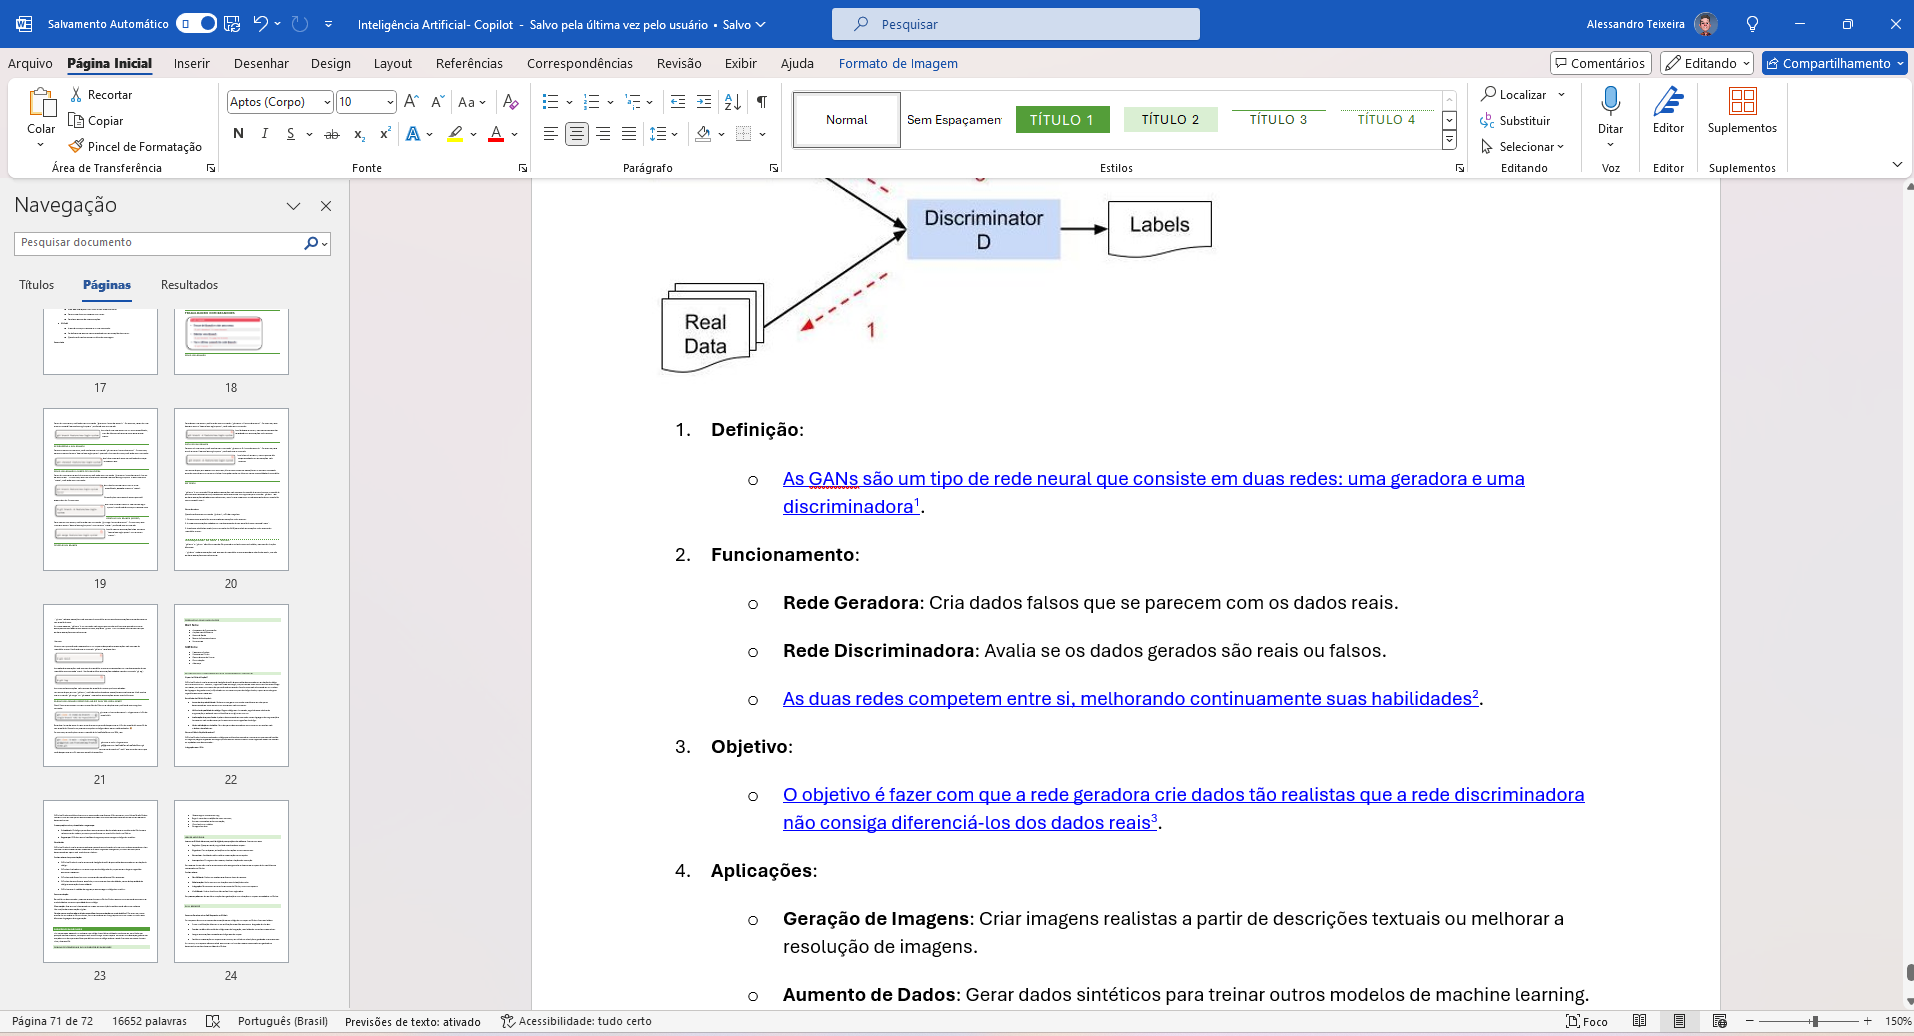 Salvamento Automático
Inteligência Artificial- Copilot - Salvo pela última vez pelo usuário • Salvo
Pesquisar
Alessandro Teixeira
Arquivo Página Inicial Inserir Desenhar Design Layout Referências Correspondências Revisão Exibir Ajuda Formato de Imagem
Comentários Editando Compartilhamento
Colar
Recortar
Copiar
Pincel de Formatação
Área de Transferência
Aptos (Corpo) 10
Aa
N I S ab x₂ x² A A
Fonte
Parágrafo
Normal Sem Espaçamen TÍTULO 1 TÍTULO 2 TÍTULO 3 TÍTULO 4
Estilos
Localizar
Substituir
Selecionar
Editando
Ditar
Voz
Editor
Editor
Suplementos
Suplementos
Navegação
Pesquisar documento
Títulos Páginas Resultados
17 18
19 20
21 22
23 24
Discriminator
D
Labels
Real
Data
1
1. Definição:
o As GANs são um tipo de rede neural que consiste em duas redes: uma geradora e uma
discriminadora¹.
2. Funcionamento:
o Rede Geradora: Cria dados falsos que se parecem com os dados reais.
o Rede Discriminadora: Avalia se os dados gerados são reais ou falsos.
o As duas redes competem entre si, melhorando continuamente suas habilidades².
3. Objetivo:
o O objetivo é fazer com que a rede geradora crie dados tão realistas que a rede discriminadora
não consiga diferenciá-los dos dados reais³.
4. Aplicações:
o Geração de Imagens: Criar imagens realistas a partir de descrições textuais ou melhorar a
resolução de imagens.
o Aumento de Dados: Gerar dados sintéticos para treinar outros modelos de machine learning.
Página 71 de 72 16652 palavras Português (Brasil) Previsões de texto: ativado Acessibilidade: tudo certo
Foco
150%